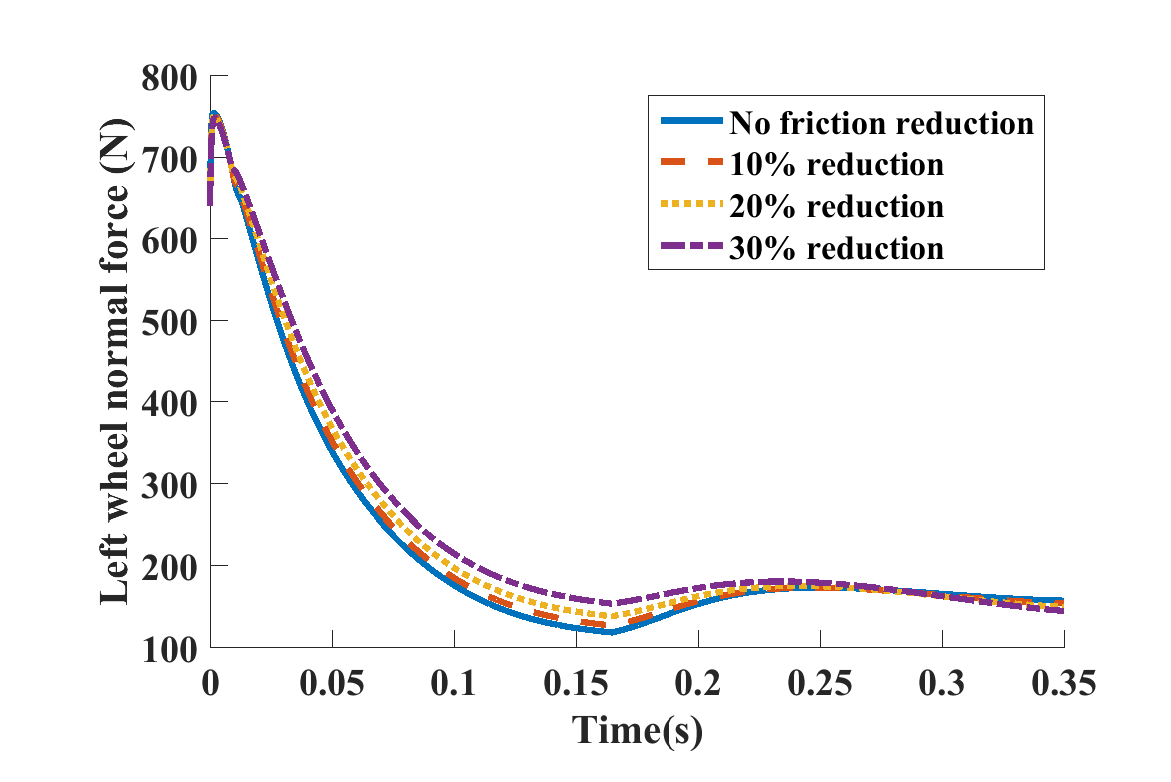 800
700
600
500
400
300
200
100
Left wheel normal force (N)
No friction reduction
10% reduction
20% reduction
30% reduction
0 0.05 0.1 0.15 0.2 0.25 0.3 0.35
Time(s)